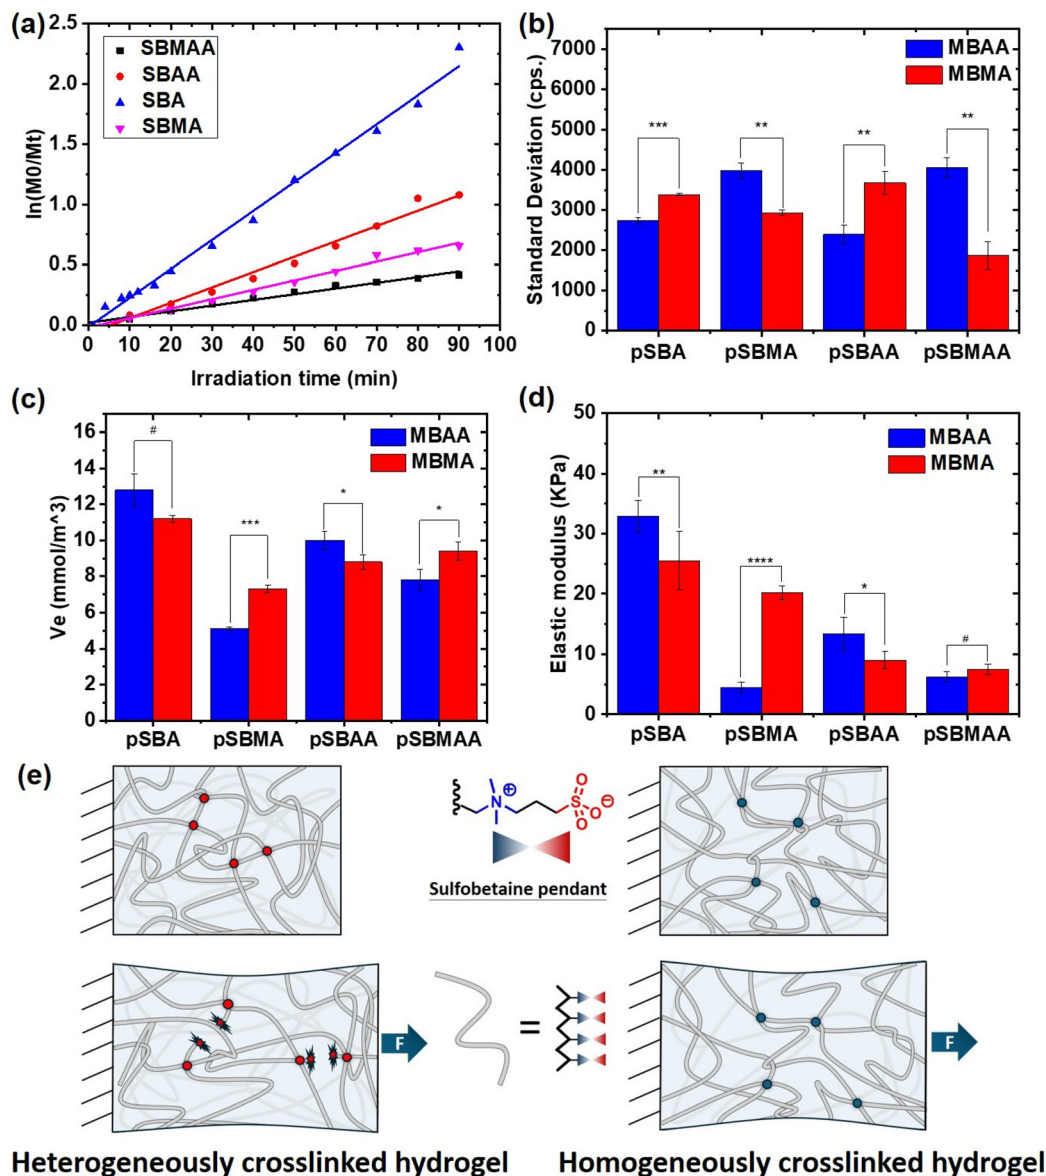 (a)
2.5
2.0
1.5
1.0
0.5
0.0
ln(M0/Mt)
SBMAA
SBAA
SBA
SBMA
0 10 20 30 40 50 60 70 80 90 100
Irradiation time (min)
(b)
7000
6000
5000
4000
3000
2000
1000
0
Standard Deviation (cps.)
MBAA
MBMA
*** ** ** **
pSBA pSBMA pSBAA pSBMAA
(c)
16
14
12
10
8
6
4
2
0
Ve (mmol/m^3)
MBAA
MBMA
# *** * *
pSBA pSBMA pSBAA pSBMAA
(d)
50
40
30
20
10
0
Elastic modulus (KPa)
MBAA
MBMA
** **** * #
pSBA pSBMA pSBAA pSBMAA
(e)
N ⊕ S O O O ⊖
Sulfobetaine pendant
F
=
F
Heterogeneously crosslinked hydrogel
Homogeneously crosslinked hydrogel